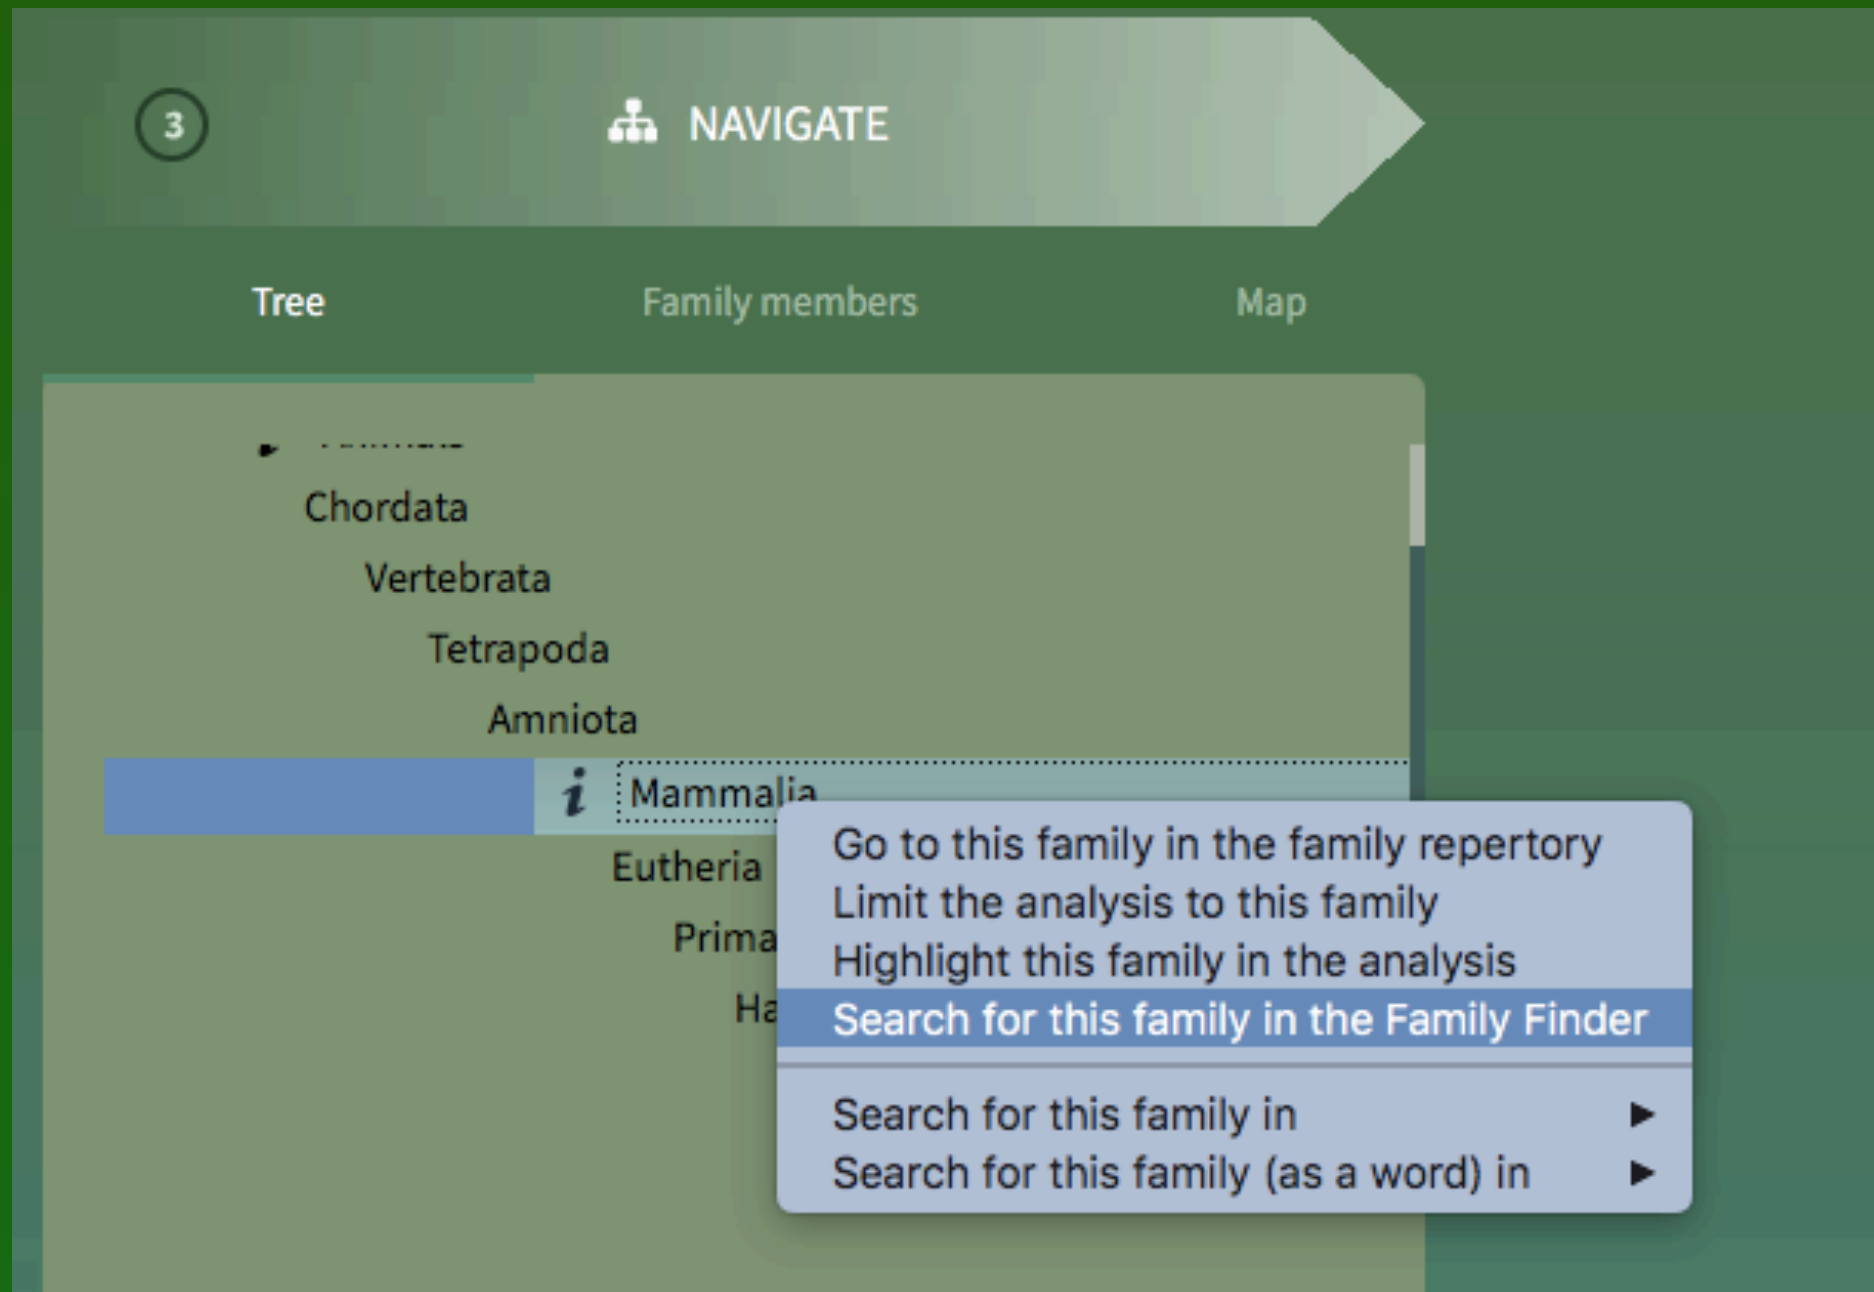 3
NAVIGATE
Tree Family members Map
Chordata
Vertebrata
Tetrapoda
Amniota
i Mammalia
Eutheria
Go to this family in the family repertory
Limit the analysis to this family
Highlight this family in the analysis
Search for this family in the Family Finder
Search for this family in
Search for this family (as a word) in